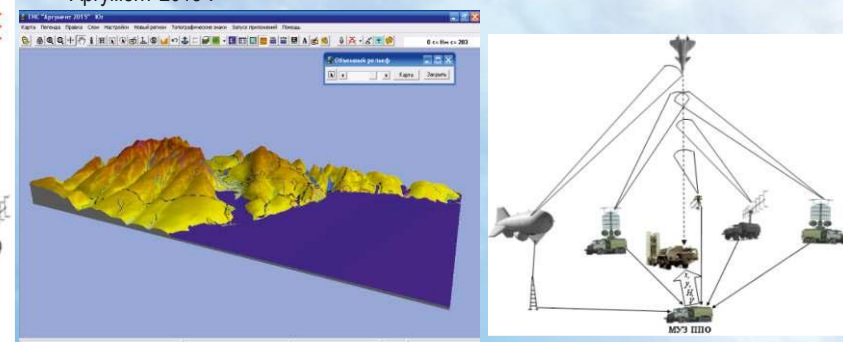 "Аргумент-2015".
ГИС "Аргумент 2015" Юг
Карта Легенда Правка Слои Настройки Новый регион Топографические знаки Запуск приложений Помощь
Объемный рельеф
Карта Закрыть
x,
y,
H,
МУЗ ППО